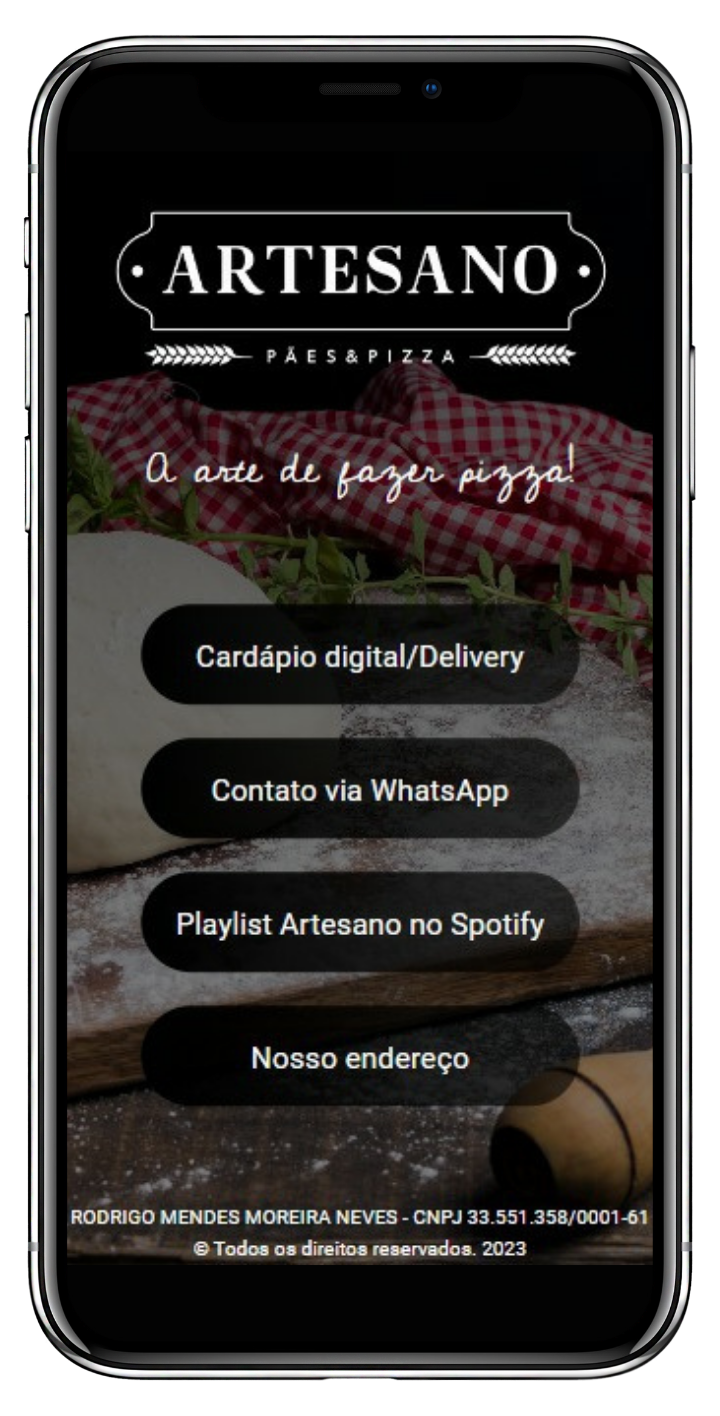 ARTESANO
PÃES&PIZZA
A arte de fazer pizza!
Cardápio digital/Delivery
Contato via WhatsApp
Playlist Artesano no Spotify
Nosso endereço
RODRIGO MENDES MOREIRA NEVES - CNPJ 33.551.358/0001-61
© Todos os direitos reservados. 2023